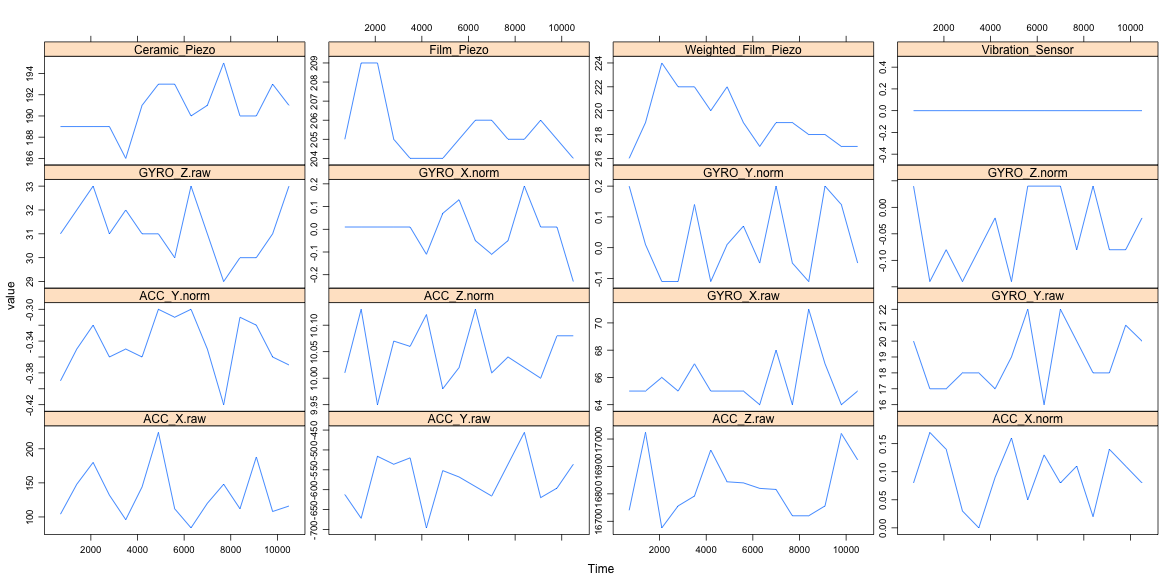 2000 4000 6000 8000 10000 2000 4000 6000 8000 10000
Ceramic_Piezo Film_Piezo Weighted_Film_Piezo Vibration_Sensor
186 188 190 192 194
204 205 206 207 208 209
216 218 220 222 224
-0.4 -0.2 0.0 0.2 0.4
GYRO_Z.raw GYRO_X.norm GYRO_Y.norm GYRO_Z.norm
29 30 31 32 33
-0.2 -0.1 0.0 0.1 0.2
-0.1 0.0 0.1 0.2
-0.10 -0.05 0.00
ACC_Y.norm ACC_Z.norm GYRO_X.raw GYRO_Y.raw
-0.42 -0.38 -0.34 -0.30
9.95 10.00 10.05 10.10
64 66 68 70
16 17 18 19 20 21 22
ACC_X.raw ACC_Y.raw ACC_Z.raw ACC_X.norm
100 150 200
-700 -650 -600 -550 -500 -450
16700 16800 16900 17000
0.00 0.05 0.10 0.15
2000 4000 6000 8000 10000 2000 4000 6000 8000 10000
value
Time